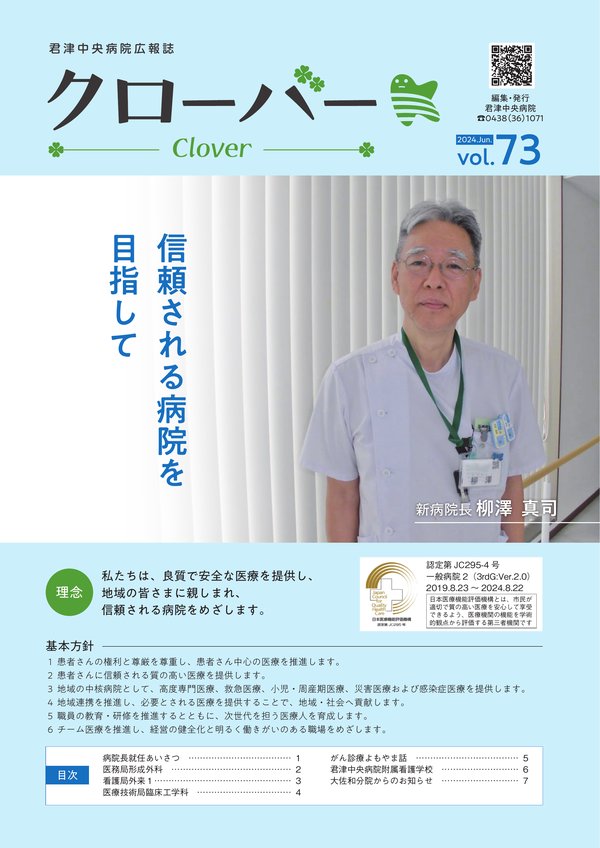 君津中央病院広報誌
クローバー
Clover
編集・発行
君津中央病院
☎0438(36)1071
2024.Jun.
vol.73
信頼される病院を
目指して
柳澤
新病院長 柳澤 真司
理念
私たちは、良質で安全な医療を提供し、
地域の皆さまに親しまれ、
信頼される病院をめざします。
Japan
Council for
Quality
Health
Care
日本医療機能評価機構
認定第 JC295-4号
認定第 JC295-4 号
一般病院2(3rdG:Ver.2.0)
2019.8.23 ～ 2024.8.22
日本医療機能評価機構とは、市民が
適切で質の高い医療を安心して享受
できるよう、医療機関の機能を学術
的観点から評価する第三者機関です
基本方針
1 患者さんの権利と尊厳を尊重し、患者さん中心の医療を推進します。
2 患者さんに信頼される質の高い医療を提供します。
3 地域の中核病院として、高度専門医療、救急医療、小児・周産期医療、災害医療および感染症医療を提供します。
4 地域連携を推進し、必要とされる医療を提供することで、地域・社会へ貢献します。
5 職員の教育・研修を推進するとともに、次世代を担う医療人を育成します。
6 チーム医療を推進し、経営の健全化と明るく働きがいのある職場をめざします。
目次
病院長就任あいさつ 1
医務局形成外科 2
看護局外来1 3
医療技術局臨床工学科 4
がん診療よもやま話 5
君津中央病院附属看護学校 6
大佐和分院からのお知らせ 7